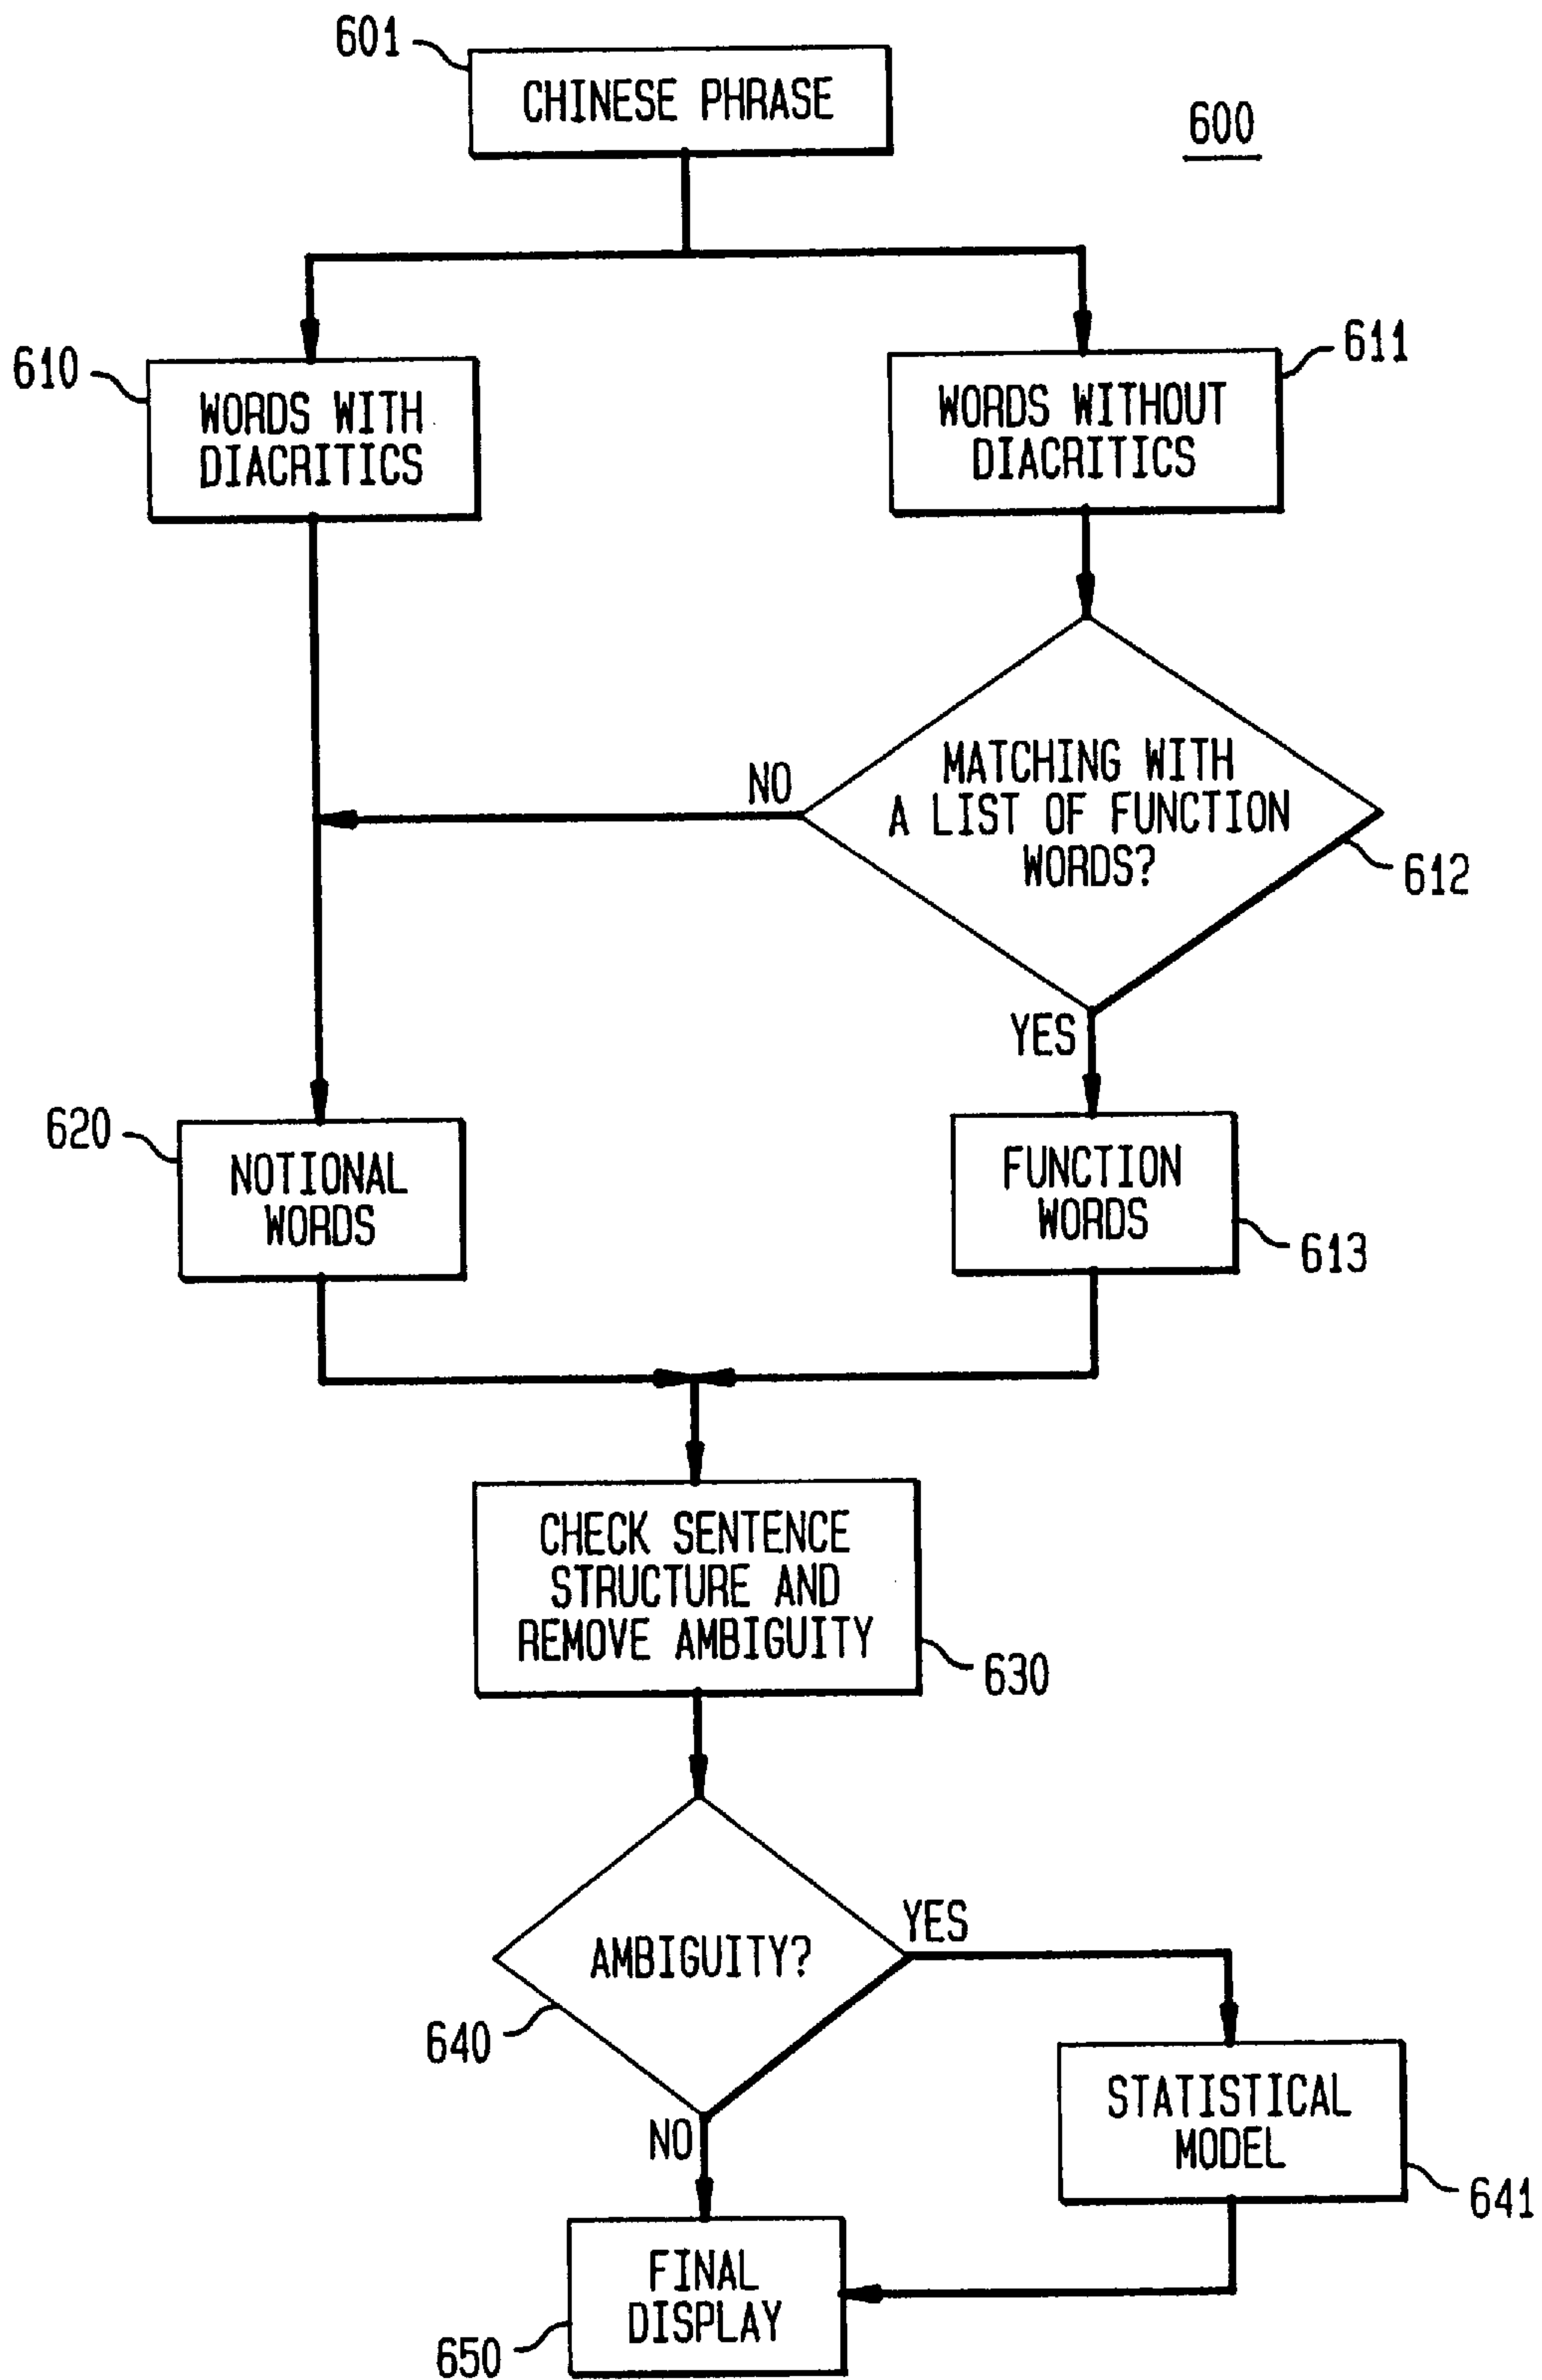 601
CHINESE PHRASE
600
610
WORDS WITH
DIACRITICS
611
WORDS WITHOUT
DIACRITICS
NO
MATCHING WITH
A LIST OF FUNCTION
WORDS?
612
YES
620
NOTIONAL
WORDS
FUNCTION
WORDS
613
CHECK SENTENCE
STRUCTURE AND
REMOVE AMBIGUITY
630
AMBIGUITY?
YES
640
NO
STATISTICAL
MODEL
641
FINAL
DISPLAY
650